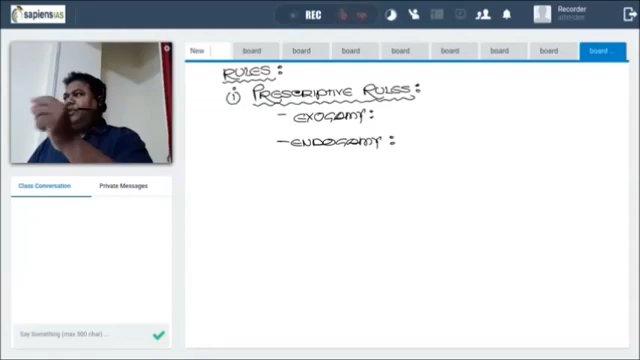 sapiensIAS
REC
Recorder
attendee
New board board board board board board board board ...
RULES:
i PRESCRIPTIVE RULES:
- EXOGAMY:
- ENDOGAMY:
Class Conversation Private Messages
Say Something (max 500 char) ...